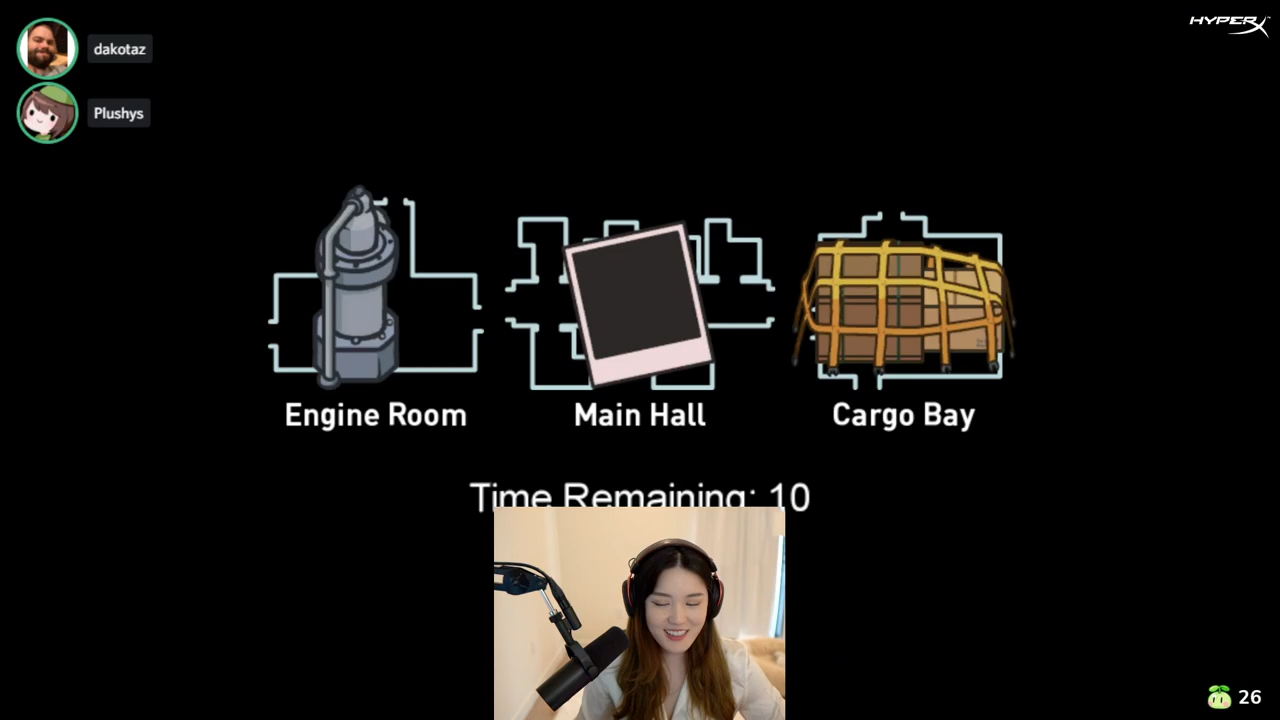 dakotaz
HYPERX
Plushys
Engine Room
Main Hall
Cargo Bay
Time Remaining: 10
26